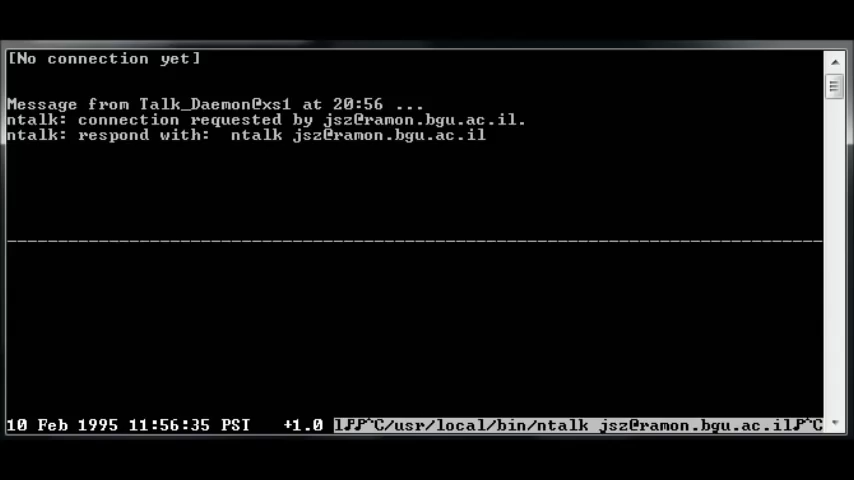 [No connection yet]
Message from Talk_Daemon@xs1 at 20:56 ...
ntalk: connection requested by jsz@ramon.bgu.ac.il.
ntalk: respond with:  ntalk jsz@ramon.bgu.ac.il
10 Feb 1995 11:56:35 PST   +1.0 l♪♪^C/usr/local/bin/ntalk jsz@ramon.bgu.ac.il♪^C